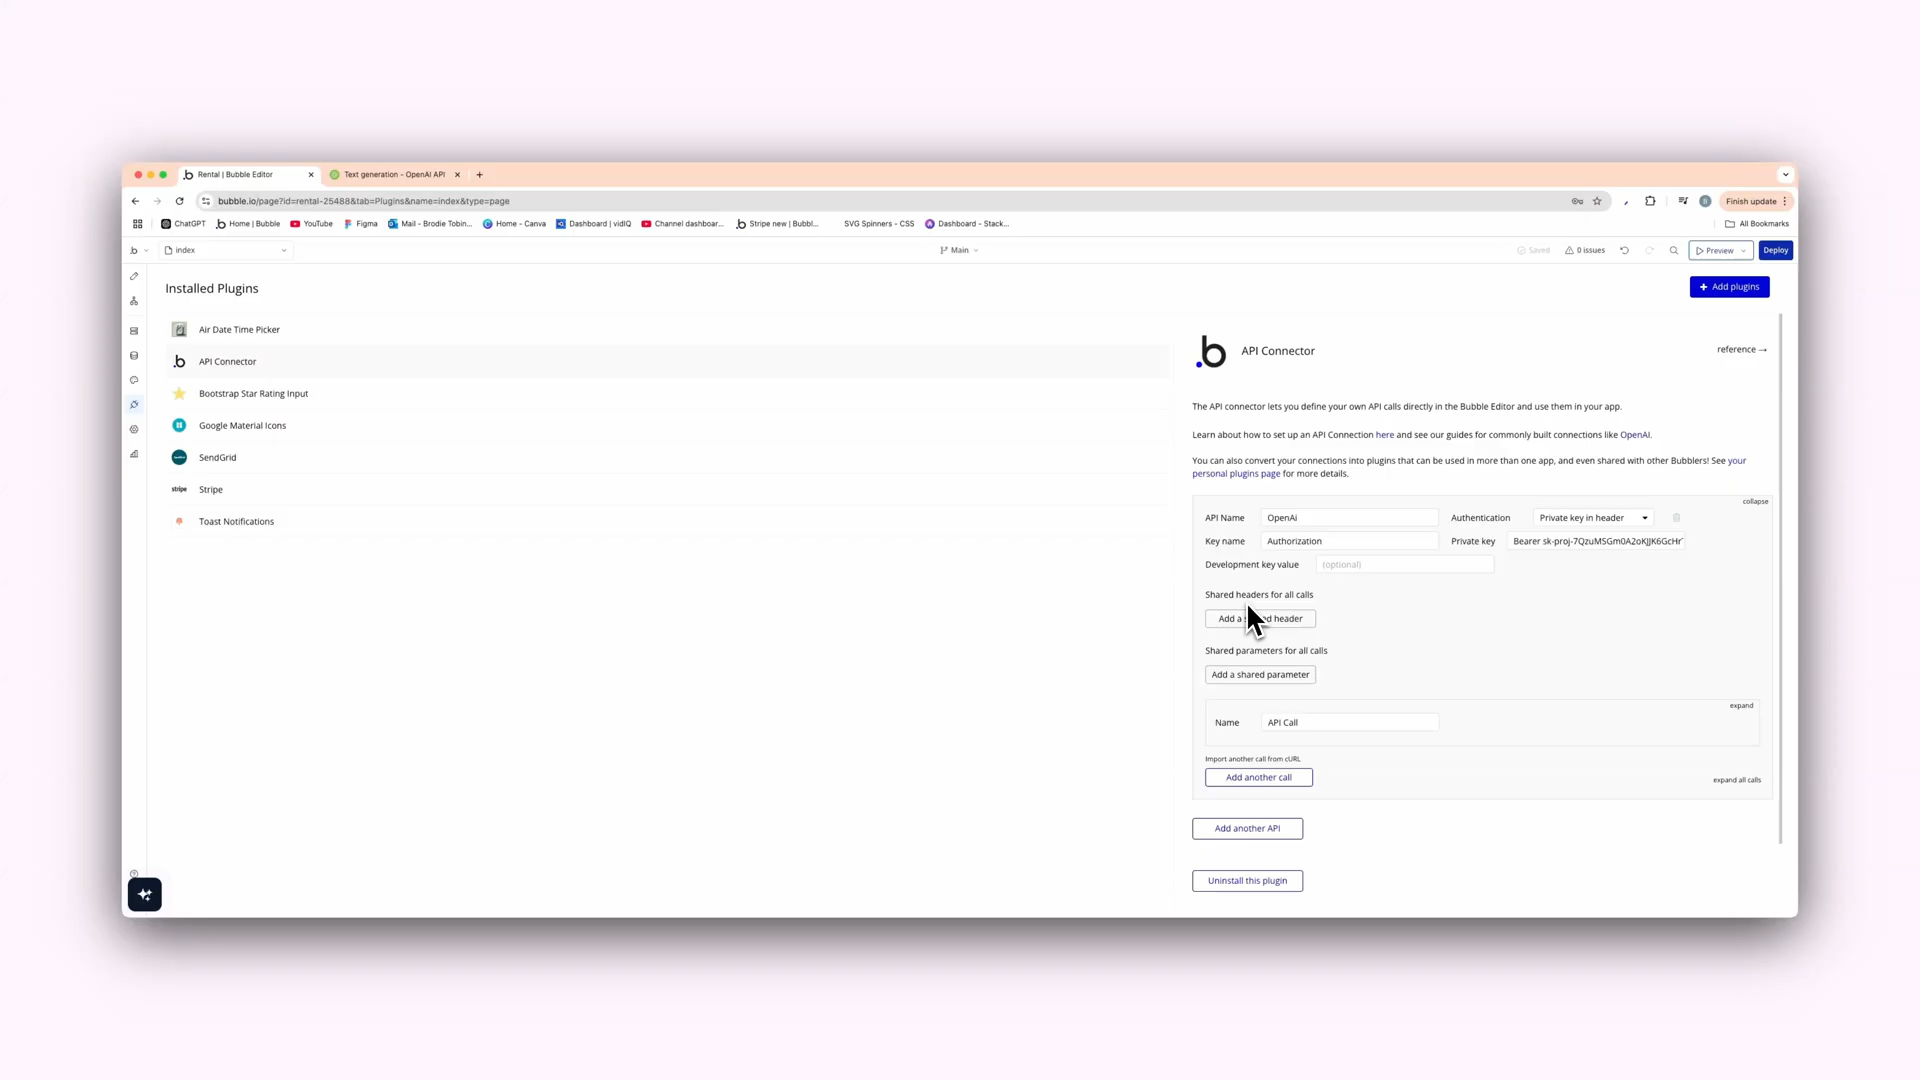 Rental | Bubble Editor
Text generation - OpenAI API
bubble.io/page?id=rental-25488&tab=Plugins&name=index&type=page
Finish update
ChatGPT
Home | Bubble
YouTube
Figma
Mail - Brodie Tobin...
Home - Canva
Dashboard | vidIQ
Channel dashboar...
Stripe new | Bubbl...
SVG Spinners - CSS
Dashboard - Stack...
All Bookmarks
index
Main
Saved
0 issues
Preview
Deploy
Installed Plugins
Add plugins
Air Date Time Picker
API Connector
Bootstrap Star Rating Input
Google Material Icons
SendGrid
stripe Stripe
Toast Notifications
API Connector
reference →
The API connector lets you define your own API calls directly in the Bubble Editor and use them in your app.
Learn about how to set up an API Connection here and see our guides for commonly built connections like OpenAI.
You can also convert your connections into plugins that can be used in more than one app, and even shared with other Bubblers! See your
personal plugins page for more details.
collapse
API Name OpenAi Authentication Private key in header
Key name Authorization Private key Bearer
Development key value (optional)
Shared headers for all calls
Add a header
Shared parameters for all calls
Add a shared parameter
expand
Name API Call
Import another call from cURL
Add another call
expand all calls
Add another API
Uninstall this plugin